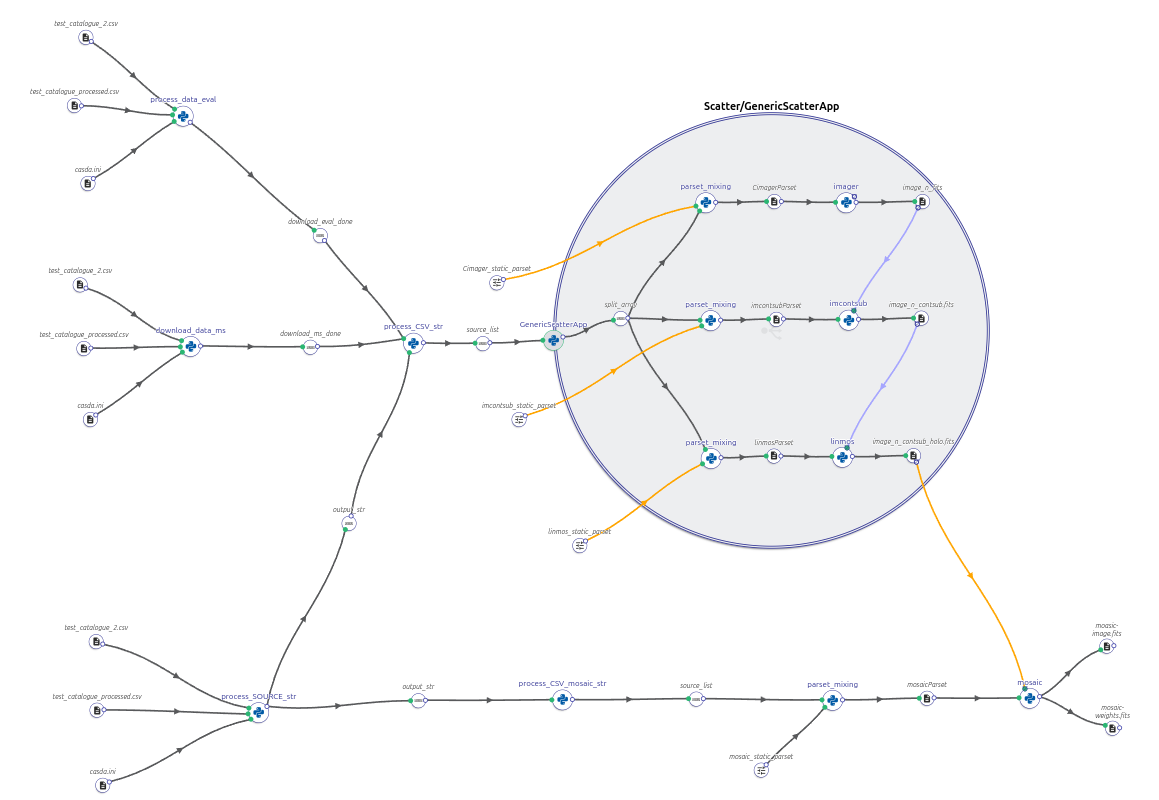 test_catalogue_2.csv
test_catalogue_processed.csv
process_data_eval
casda.ini
download_eval_done
test_catalogue_2.csv
test_catalogue_processed.csv
download_data_ms
download_ms_done
casda.ini
process_CSV_str
source_list
GenericScatterApp
Scatter/GenericScatterApp
split_array
parset_mixing
CimagerParset
imager
image_n_fits
Cimager_static_parset
parset_mixing
imcontsubParset
imcontsub
image_n_contsub.fits
imcontsub_static_parset
parset_mixing
linmosParset
linmos
image_n_contsub_holo.fits
linmos_static_parset
output_str
test_catalogue_2.csv
test_catalogue_processed.csv
process_SOURCE_str
casda.ini
output_str
process_CSV_mosaic_str
source_list
parset_mixing
mosaicParset
mosaic
mosaic_static_parset
moasic-
image.fits
mosaic-
weights.fits